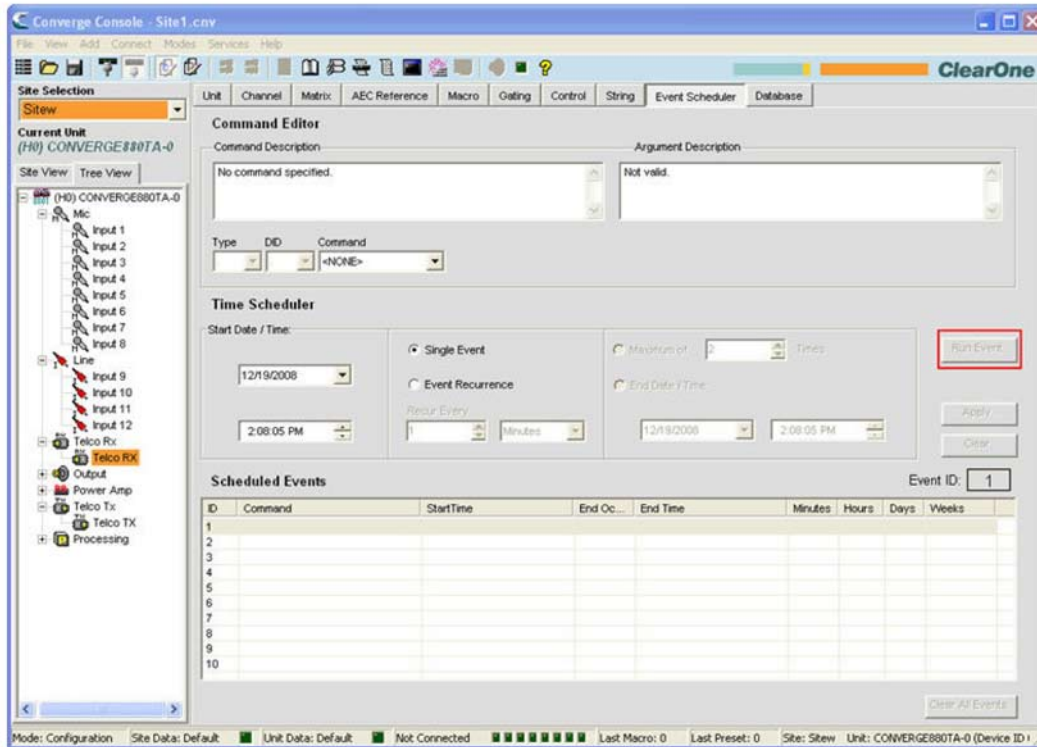 Converge Console - Site1.cnv
File View Add Connect Modes Services Help
ClearOne
Site Selection
Sitew
Current Unit
(H0) CONVERGE880TA-0
Site View Tree View
(H0) CONVERGE880TA-0
Mic
Input 1
Input 2
Input 3
Input 4
Input 5
Input 6
Input 7
Input 8
Line
Input 9
Input 10
Input 11
Input 12
Telco Rx
Telco RX
Output
Power Amp
Telco Tx
Telco TX
Processing
Unit Channel Matrix AEC Reference Macro Gating Control String Event Scheduler Database
Command Editor
Command Description
No command specified.
Argument Description
Not valid.
Type DID Command
<NONE>
Time Scheduler
Start Date / Time:
12/19/2008
2:08:05 PM
Single Event
Event Recurrence
Recur Every
1 Minutes
Maximum of 2 Times
End Date / Time
12/19/2008 2:08:05 PM
Run Event
Apply
Clear
Scheduled Events
Event ID: 1
ID Command StartTime End Oc... End Time Minutes Hours Days Weeks
1
2
3
4
5
6
7
8
9
10
Clear All Events
Mode: Configuration Site Data: Default Unit Data: Default Not Connected Last Macro: 0 Last Preset: 0 Site: Sitew Unit: CONVERGE880TA-0 (Device ID